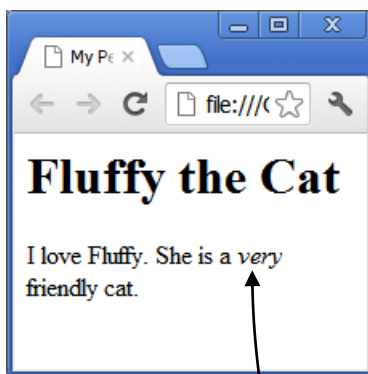 My Pe
file:///C
Fluffy the Cat
I love Fluffy. She is a very
friendly cat.